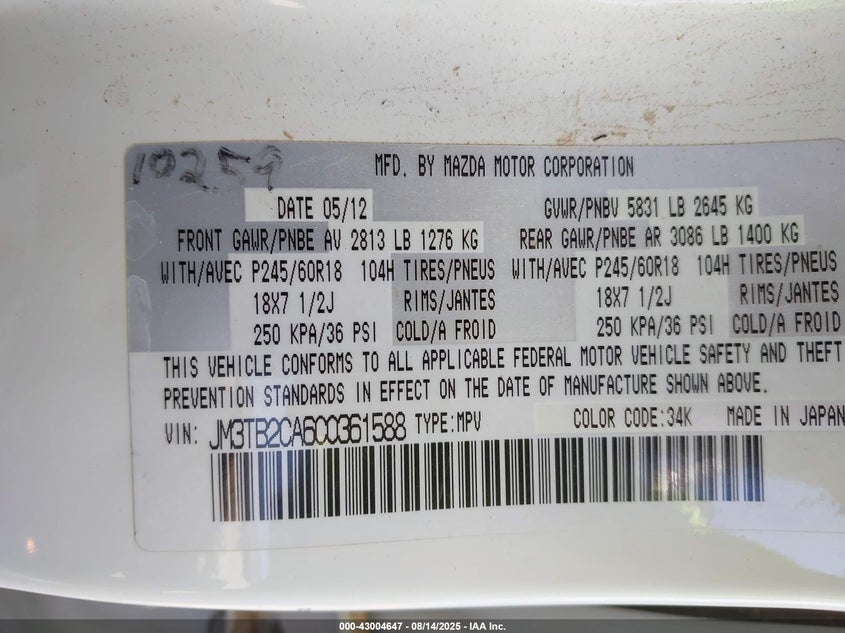 10259
MFD. BY MAZDA MOTOR CORPORATION
DATE 05/12 GVWR/PNBV 5831 LB 2645 KG
FRONT GAWR/PNBE AV 2813 LB 1276 KG REAR GAWR/PNBE AR 3086 LB 1400 KG
WITH/AVEC P245/60R18 104H TIRES/PNEUS WITH/AVEC P245/60R18 104H TIRES/PNEUS
18X7 1/2J RIMS/JANTES 18X7 1/2J RIMS/JANTES
250 KPA/36 PSI COLD/A FROID 250 KPA/36 PSI COLD/A FROID
THIS VEHICLE CONFORMS TO ALL APPLICABLE FEDERAL MOTOR VEHICLE SAFETY AND THEFT
PREVENTION STANDARDS IN EFFECT ON THE DATE OF MANUFACTURE SHOWN ABOVE.
VIN: JM3TB2CA6C0361588 TYPE:MPV COLOR CODE:34K MADE IN JAPAN
000-43004647 - 08/14/2025 - IAA Inc.